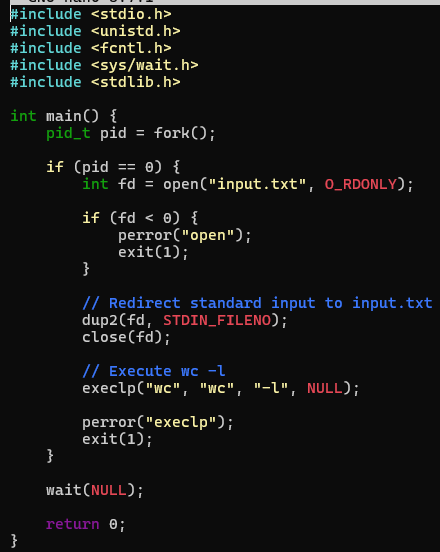 #include <stdio.h>
#include <unistd.h>
#include <fcntl.h>
#include <sys/wait.h>
#include <stdlib.h>

int main() {
    pid_t pid = fork();

    if (pid == 0) {
        int fd = open("input.txt", O_RDONLY);

        if (fd < 0) {
            perror("open");
            exit(1);
        }

        // Redirect standard input to input.txt
        dup2(fd, STDIN_FILENO);
        close(fd);

        // Execute wc -l
        execlp("wc", "wc", "-l", NULL);

        perror("execlp");
        exit(1);
    }

    wait(NULL);

    return 0;
}